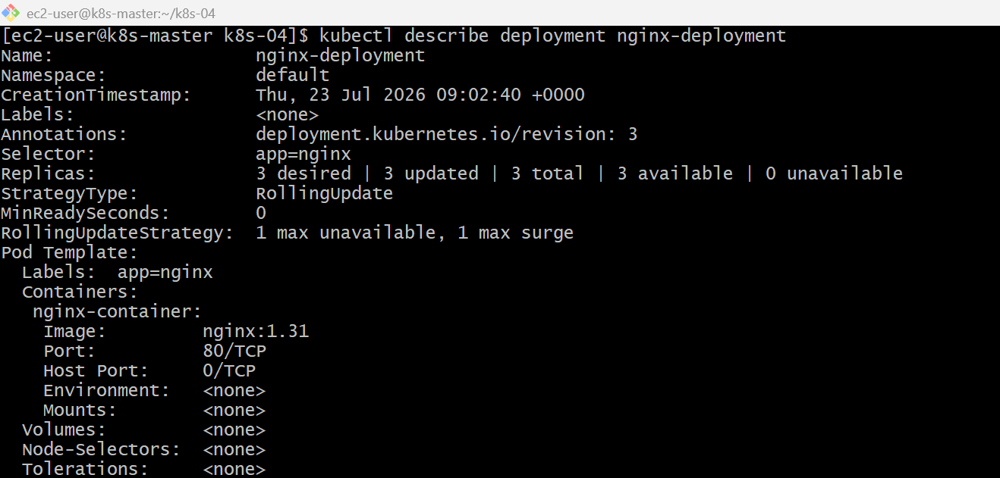 ec2-user@k8s-master:~/k8s-04
[ec2-user@k8s-master k8s-04]$ kubectl describe deployment nginx-deployment
Name:                   nginx-deployment
Namespace:              default
CreationTimestamp:      Thu, 23 Jul 2026 09:02:40 +0000
Labels:                 <none>
Annotations:            deployment.kubernetes.io/revision: 3
Selector:               app=nginx
Replicas:               3 desired | 3 updated | 3 total | 3 available | 0 unavailable
StrategyType:           RollingUpdate
MinReadySeconds:        0
RollingUpdateStrategy:  1 max unavailable, 1 max surge
Pod Template:
  Labels:  app=nginx
  Containers:
   nginx-container:
    Image:         nginx:1.31
    Port:          80/TCP
    Host Port:     0/TCP
    Environment:   <none>
    Mounts:        <none>
  Volumes:         <none>
  Node-Selectors:  <none>
  Tolerations:     <none>